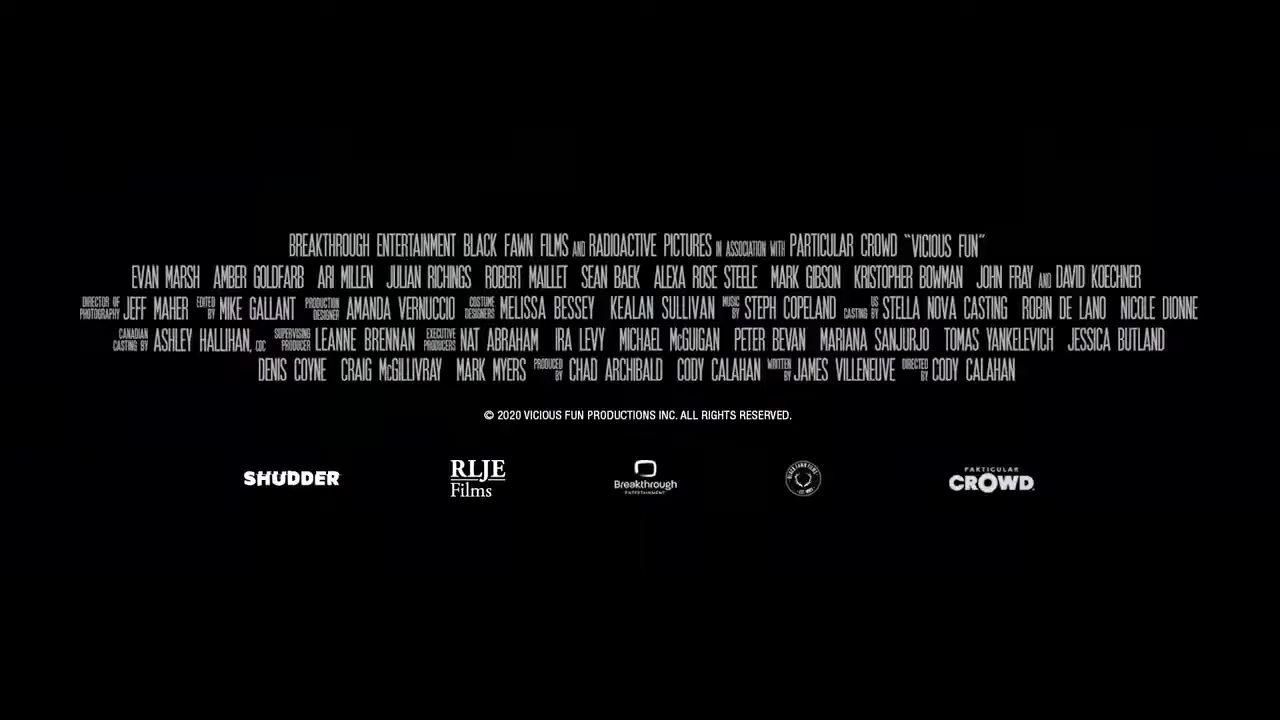 BREAKTHROUGH ENTERTAINMENT BLACK FAWN FILMS AND RADIOACTIVE PICTURES IN ASSOCIATION WITH PARTICULAR CROWD “VICIOUS FUN”
EVAN MARSH AMBER GOLDFARB ARI MILLEN JULIAN RICHINGS ROBERT MAILLET SEAN BAEK ALEXA ROSE STEELE MARK GIBSON KRISTOPHER BOWMAN JOHN FRAY AND DAVID KOECHNER
DIRECTOR OF PHOTOGRAPHY JEFF MAHER EDITED BY MIKE GALLANT PRODUCTION DESIGNER AMANDA VERNUCCIO COSTUME DESIGNERS MELISSA BESSEY KEALAN SULLIVAN MUSIC BY STEPH COPELAND US CASTING BY STELLA NOVA CASTING ROBIN DE LANO NICOLE DIONNE
CANADIAN CASTING BY ASHLEY HALLIHAN, CDC SUPERVISING PRODUCER LEANNE BRENNAN EXECUTIVE PRODUCERS NAT ABRAHAM IRA LEVY MICHAEL McGUIGAN PETER BEVAN MARIANA SANJURJO TOMAS YANKELEVICH JESSICA BUTLAND
DENIS COYNE CRAIG McGILLIVRAY MARK MYERS PRODUCED BY CHAD ARCHIBALD CODY CALAHAN WRITTEN BY JAMES VILLENEUVE DIRECTED BY CODY CALAHAN
© 2020 VICIOUS FUN PRODUCTIONS INC. ALL RIGHTS RESERVED.
SHUDDER
RLJE
Films
Breakthrough
ENTERTAINMENT
BLACK FAWN FILMS
PARTICULAR
CROWD